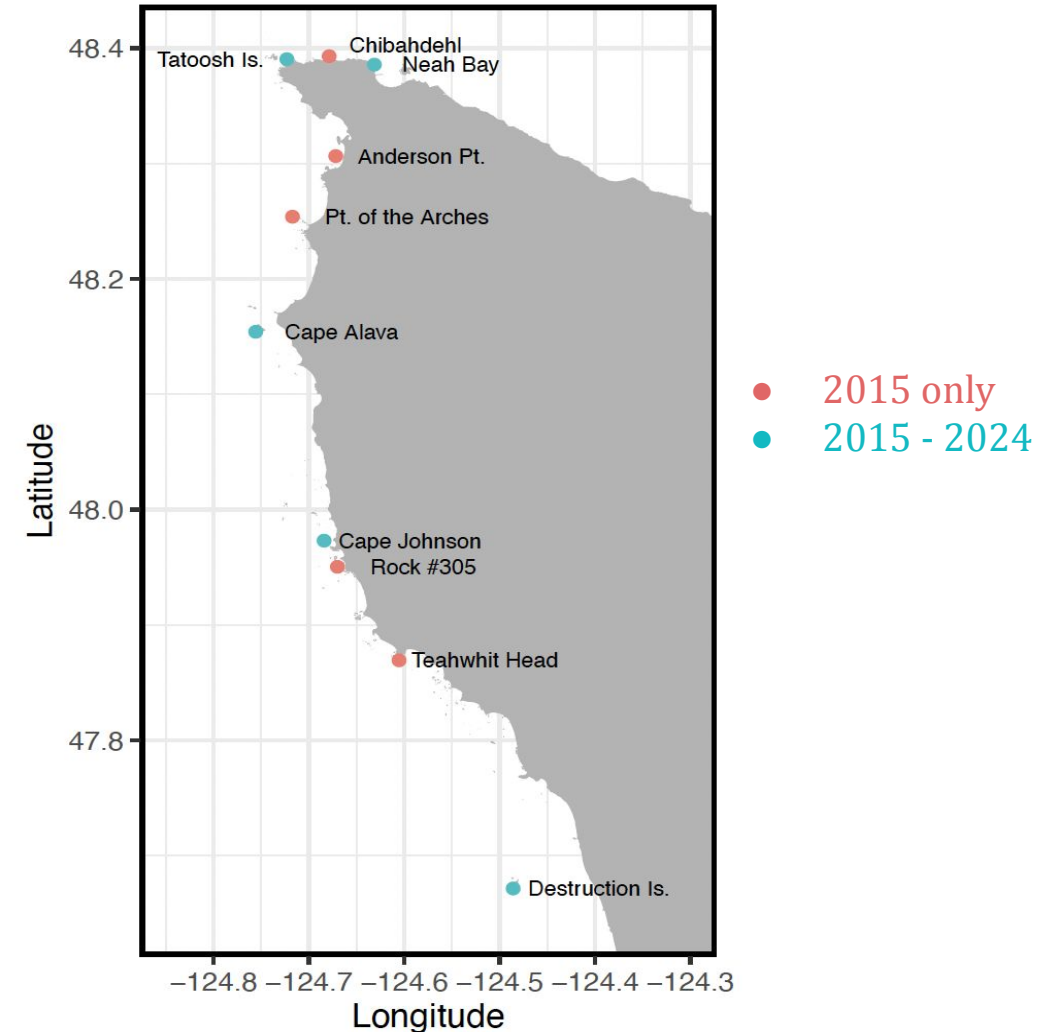 48.4
Chibahdehl
Tatoosh Is.
Neah Bay
Anderson Pt.
Pt. of the Arches
48.2
Cape Alava
2015 only
2015 - 2024
Latitude
48.0
Cape Johnson
Rock #305
Teahwhit Head
47.8
Destruction Is.
−124.8 −124.7 −124.6 −124.5 −124.4 −124.3
Longitude